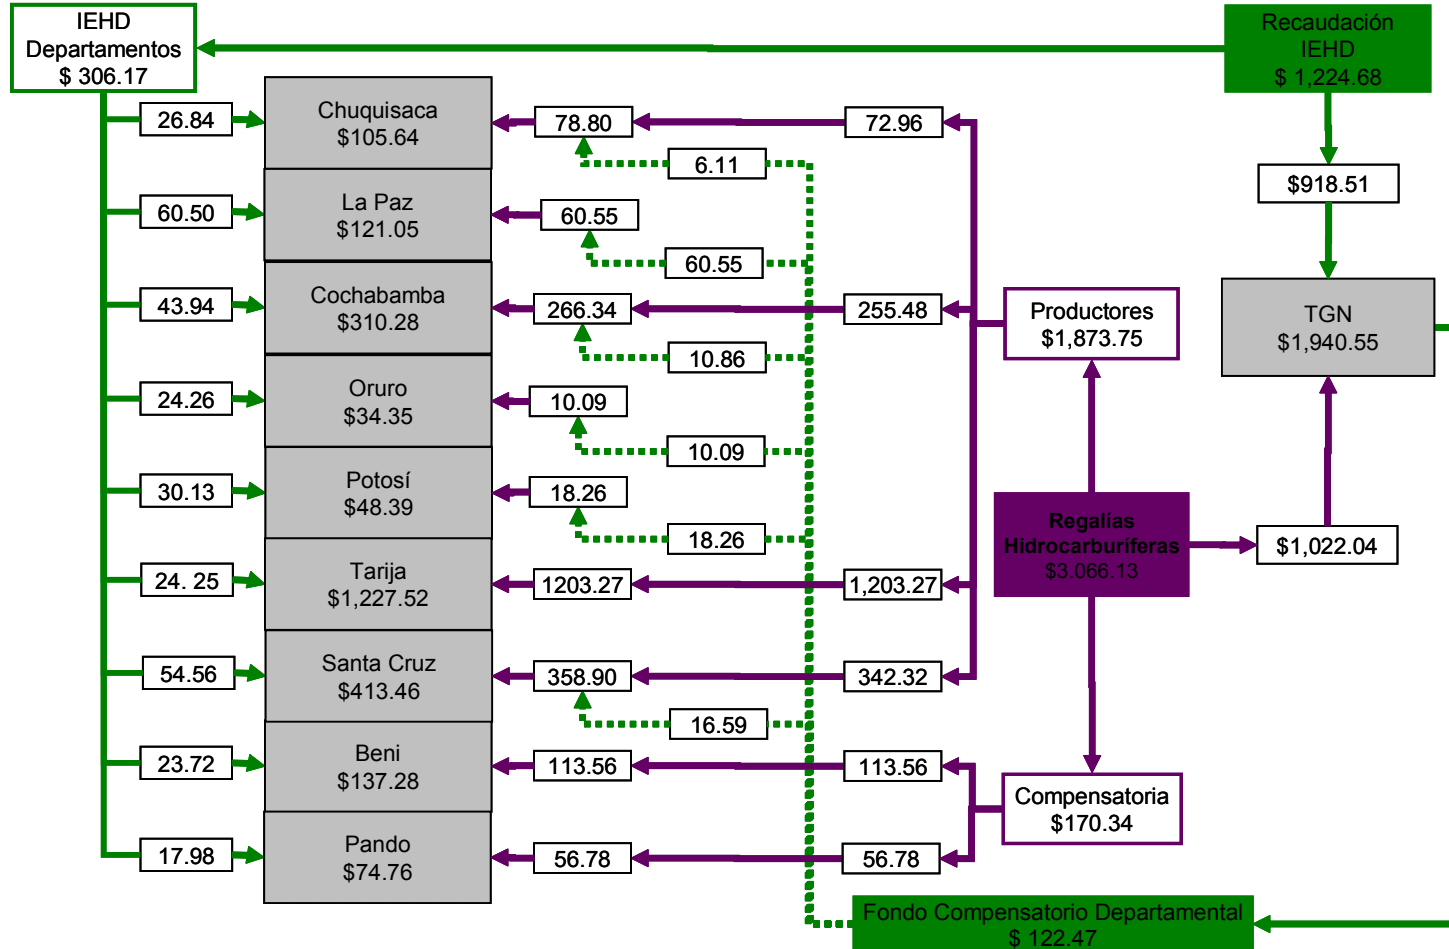 IEHD
Departamentos
$ 306.17
Recaudación
IEHD
$ 1,224.68
26.84
Chuquisaca
$105.64
78.80
72.96
6.11
$918.51
60.50
La Paz
$121.05
60.55
60.55
43.94
Cochabamba
$310.28
266.34
255.48
10.86
Productores
$1,873.75
TGN
$1,940.55
24.26
Oruro
$34.35
10.09
10.09
30.13
Potosí
$48.39
18.26
18.26
Regalías
Hidrocarburíferas
$3.066.13
$1,022.04
24. 25
Tarija
$1,227.52
1203.27
1,203.27
54.56
Santa Cruz
$413.46
358.90
342.32
16.59
23.72
Beni
$137.28
113.56
113.56
Compensatoria
$170.34
17.98
Pando
$74.76
56.78
56.78
Fondo Compensatorio Departamental
$ 122.47